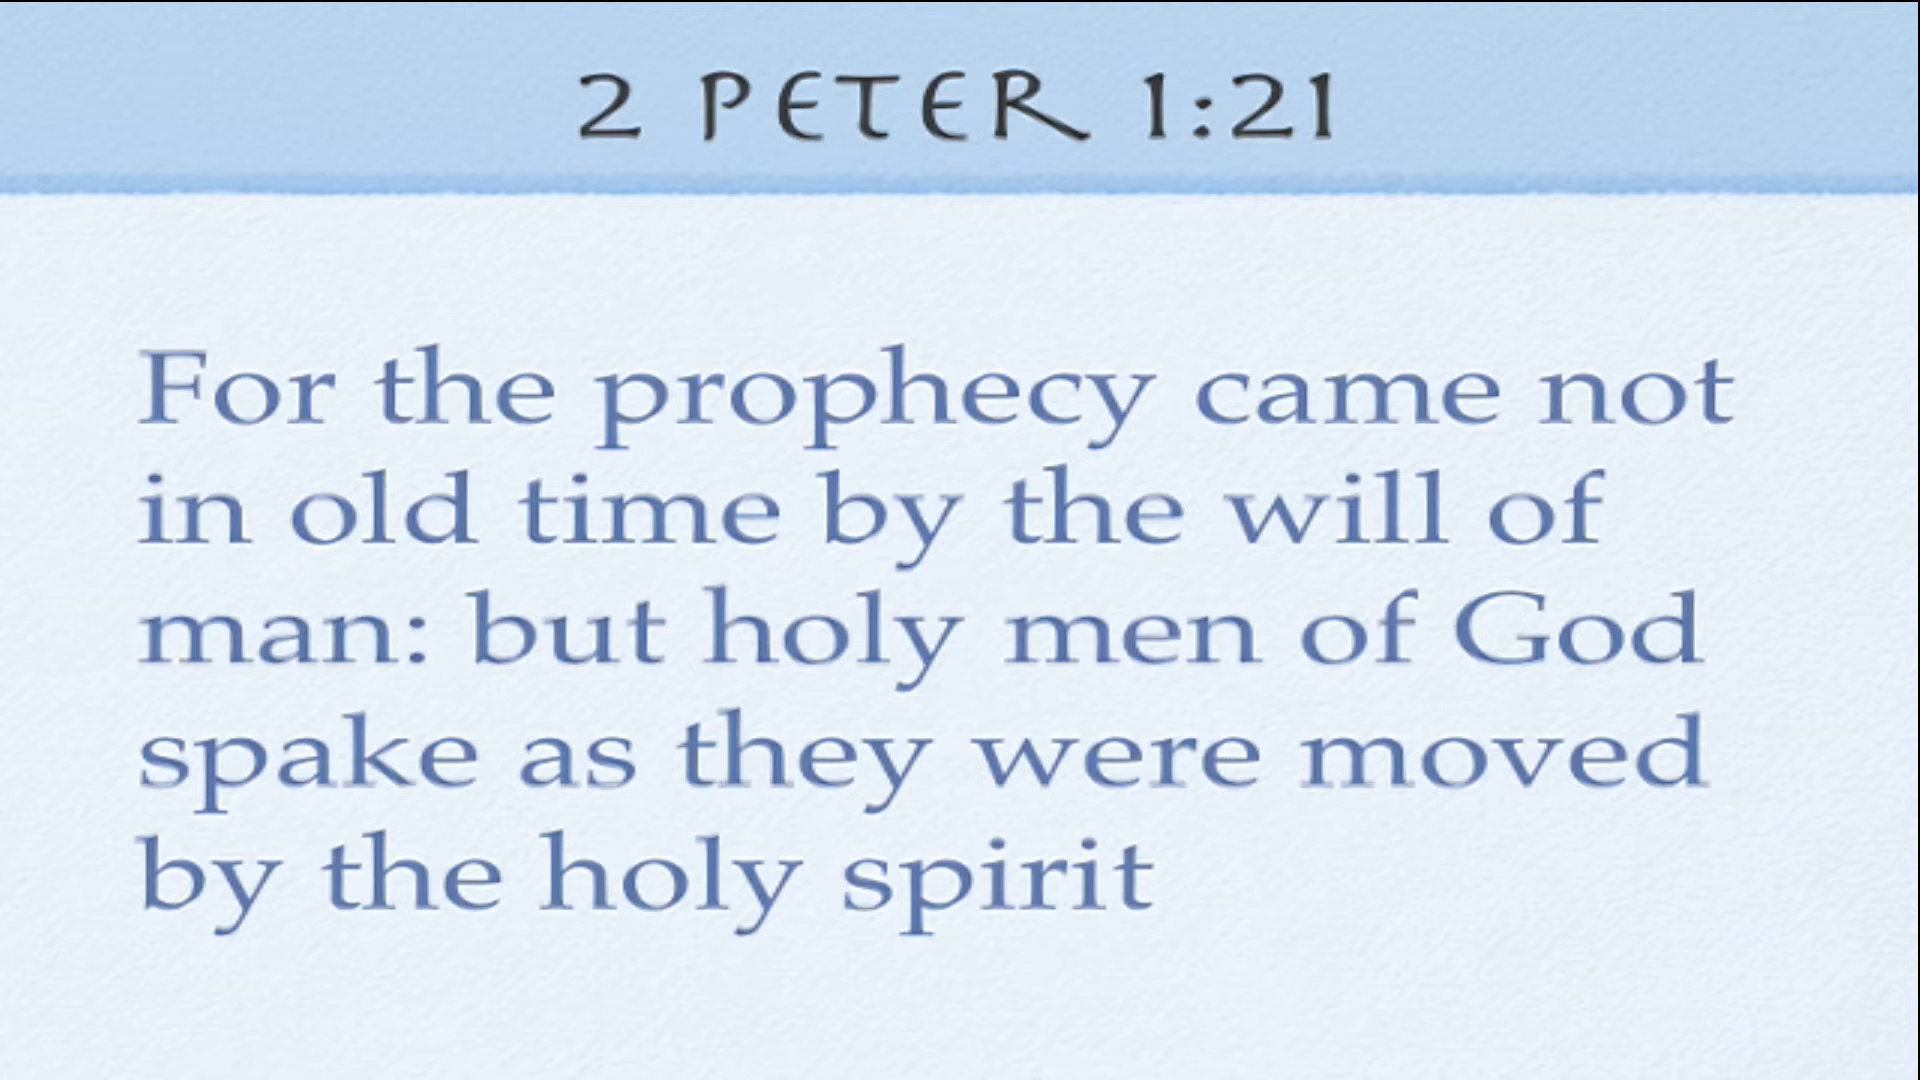 2 PETER 1:21
For the prophecy came not
in old time by the will of
man: but holy men of God
spake as they were moved
by the holy spirit